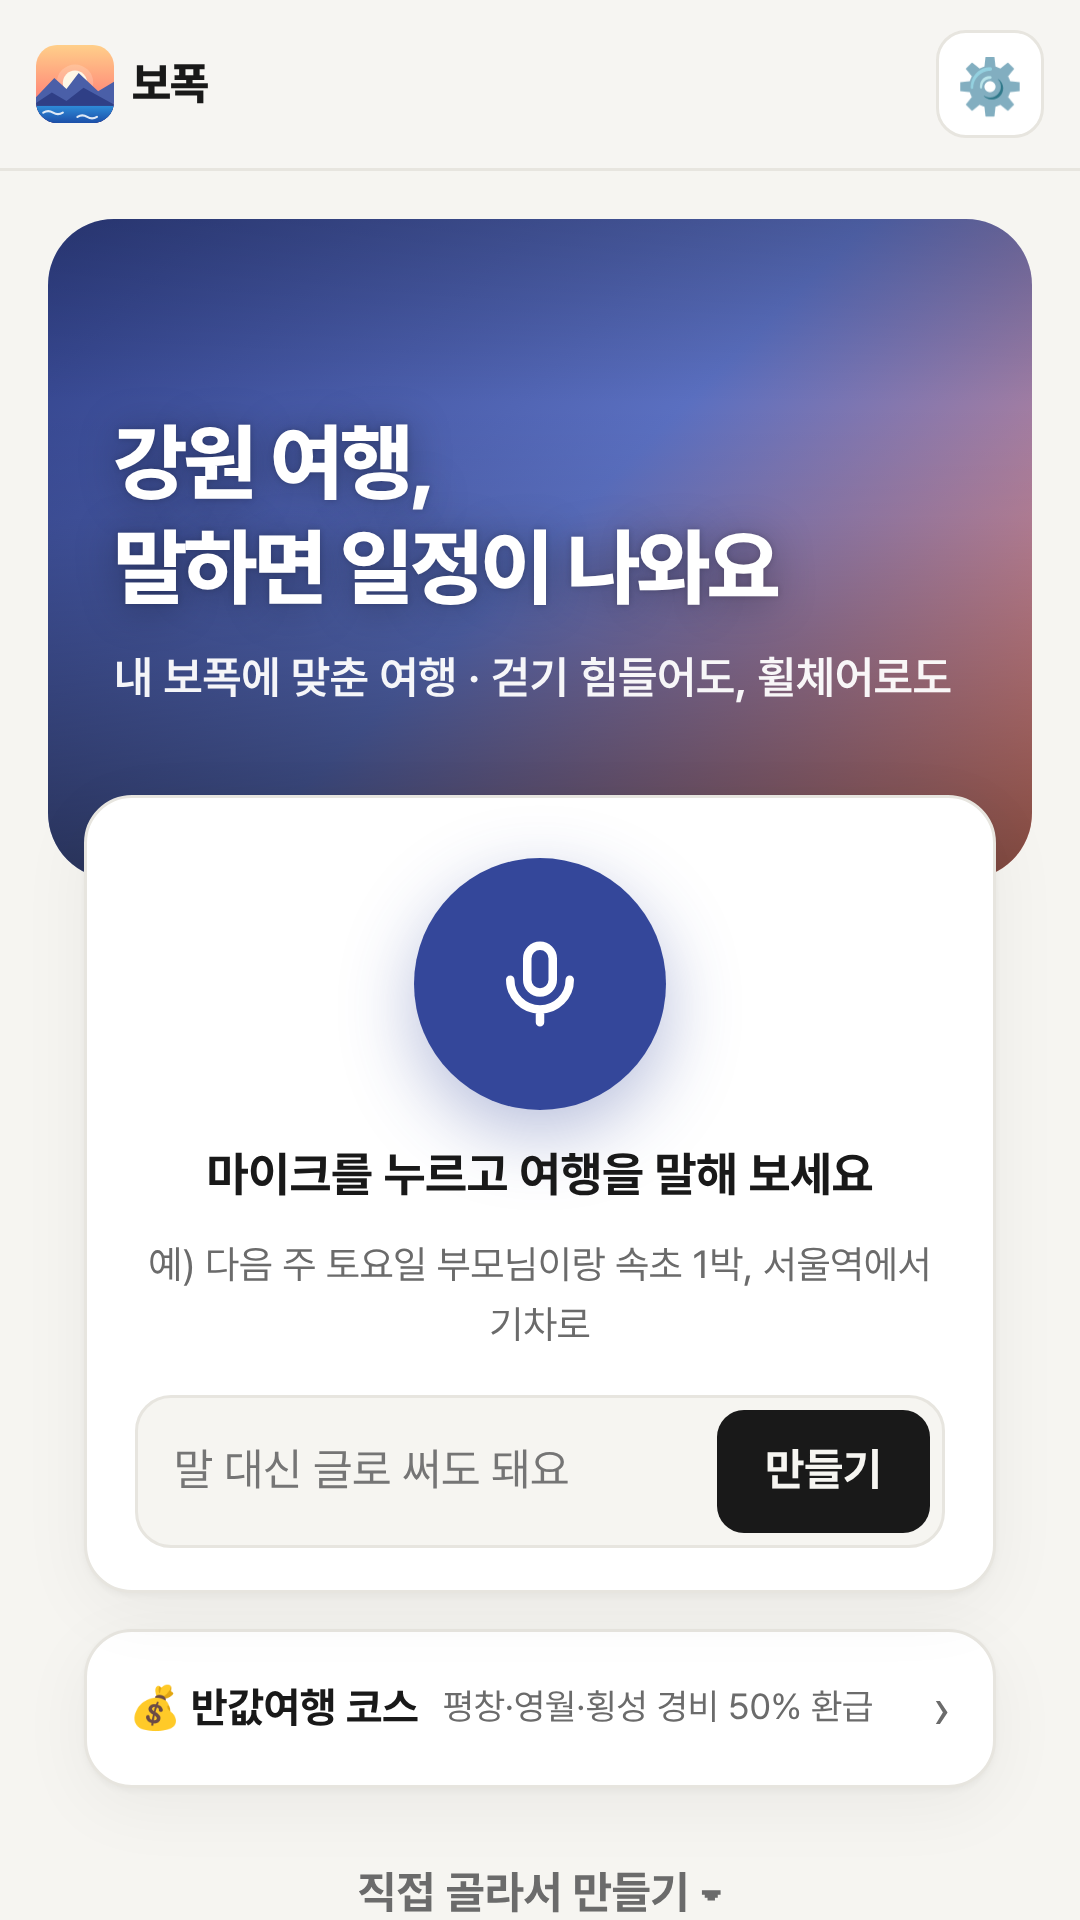 보폭
강원 여행,
말하면 일정이 나와요
내 보폭에 맞춘 여행 · 걷기 힘들어도, 휠체어로도
마이크를 누르고 여행을 말해 보세요
예) 다음 주 토요일 부모님이랑 속초 1박, 서울역에서
기차로
말 대신 글로 써도 돼요
만들기
💰 반값여행 코스 평창·영월·횡성 경비 50% 환급 ›
직접 골라서 만들기